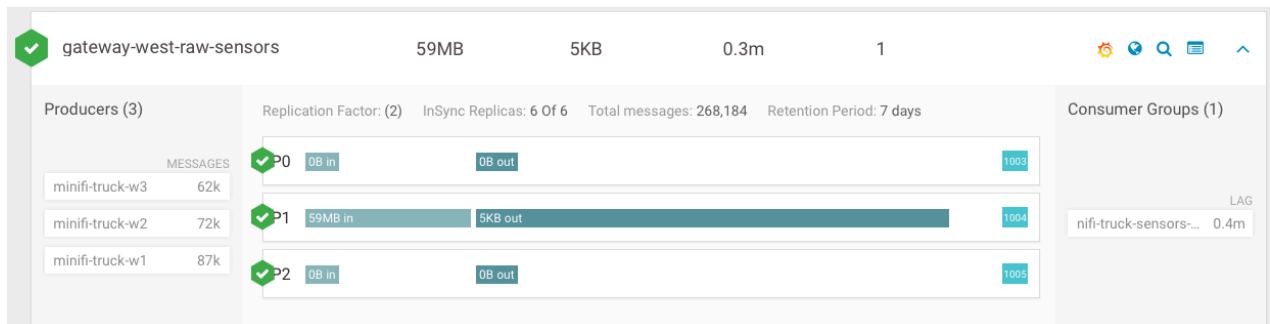 gateway-west-raw-sensors 59MB 5KB 0.3m 1
Producers (3)
MESSAGES
minifi-truck-w3 62k
minifi-truck-w2 72k
minifi-truck-w1 87k
Replication Factor: (2) InSync Replicas: 6 Of 6 Total messages: 268,184 Retention Period: 7 days
P0 0B in 0B out 1003
P1 59MB in 5KB out 1004
P2 0B in 0B out 1005
Consumer Groups (1)
LAG
nifi-truck-sensors-... 0.4m